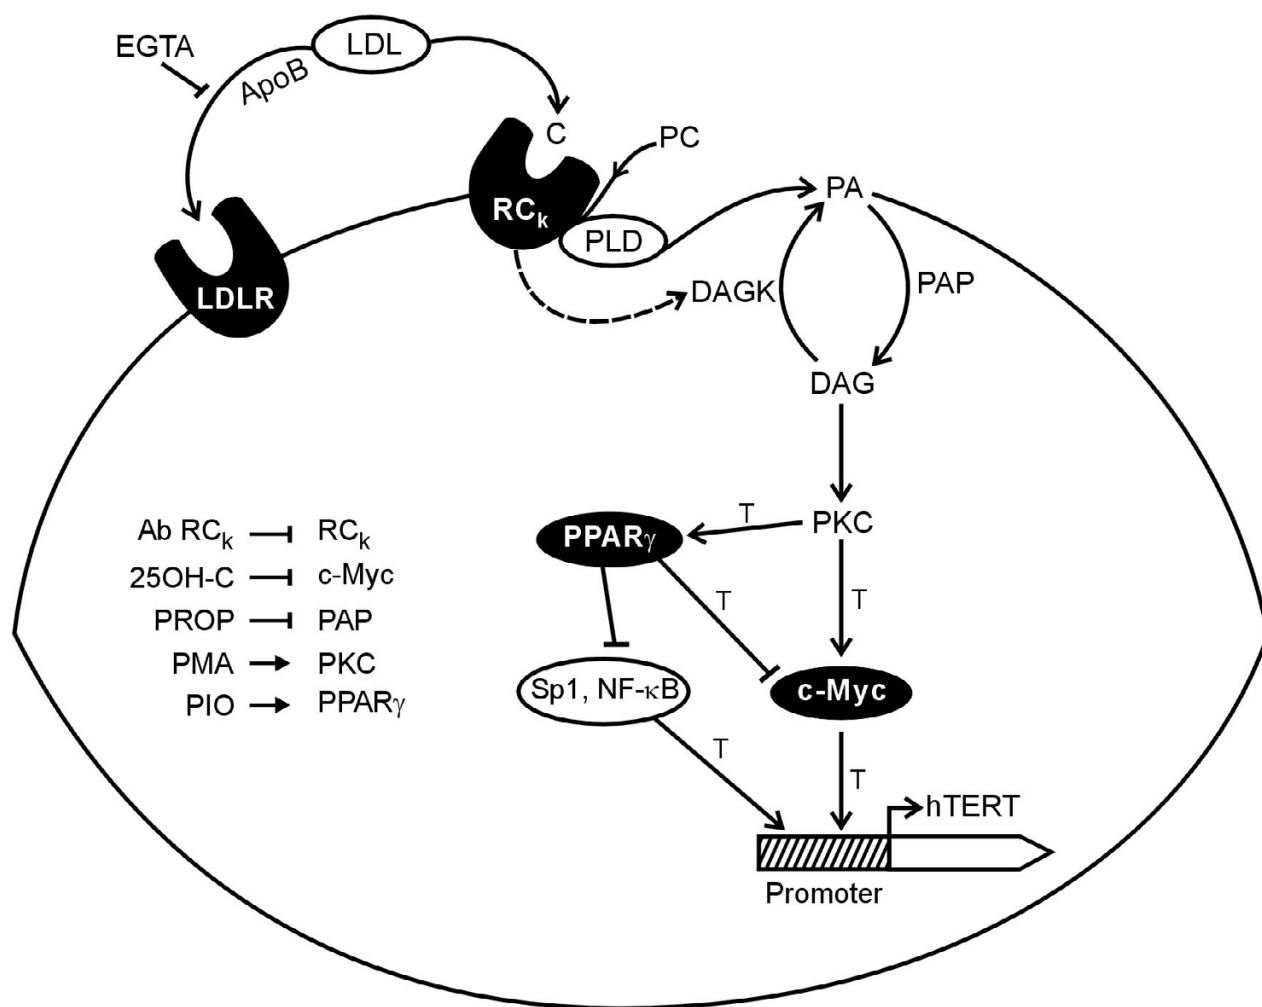 EGTA
ApoB
LDL
C
PC
RCk
PLD
PA
LDLR
DAGK
PAP
DAG
PKC
T
PPARγ
T
T
Sp1, NF-κB
c-Myc
T
T
hTERT
Promoter
Ab RCk RCk
25OH-C c-Myc
PROP PAP
PMA PKC
PIO PPARγ